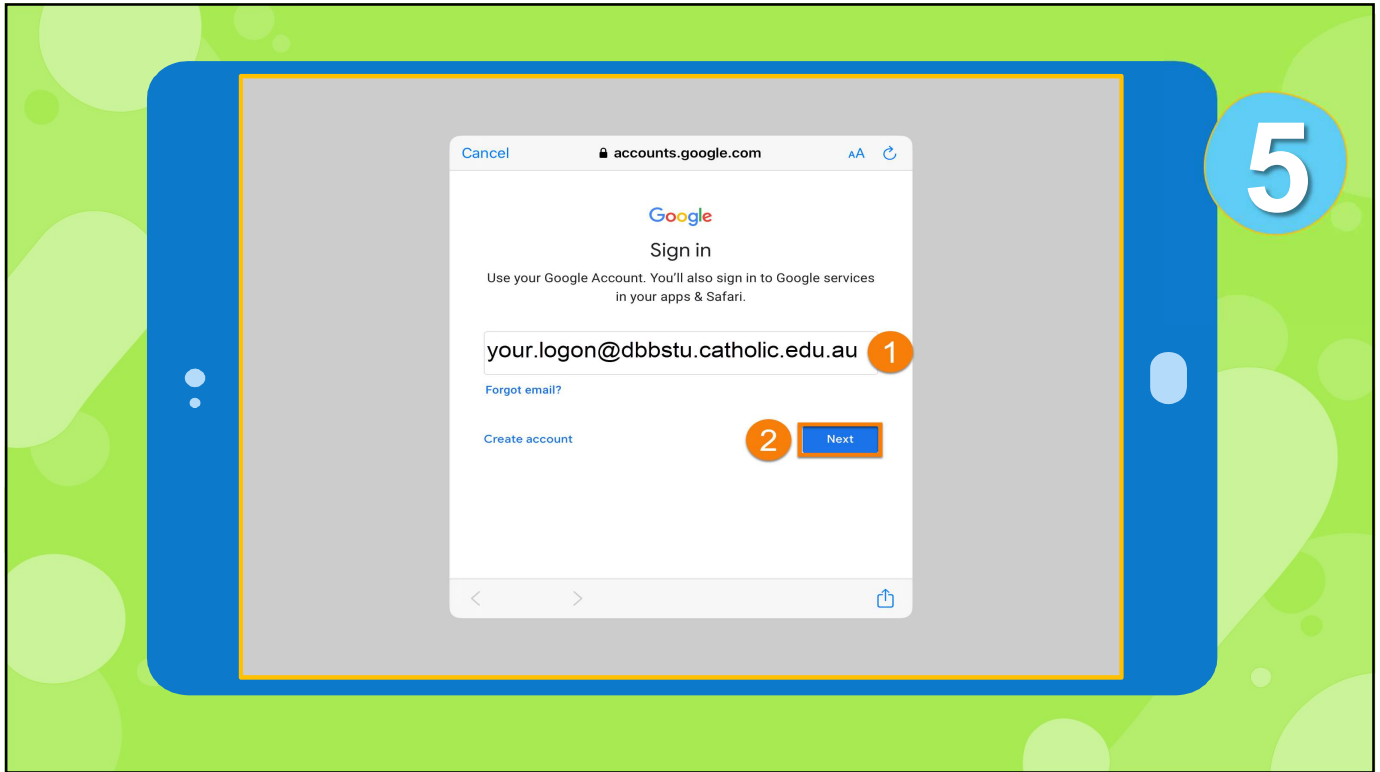 5
Cancel accounts.google.com AA
Google
Sign in
Use your Google Account. You'll also sign in to Google services
in your apps & Safari.
your.logon@dbbstu.catholic.edu.au 1
Forgot email?
Create account 2 Next